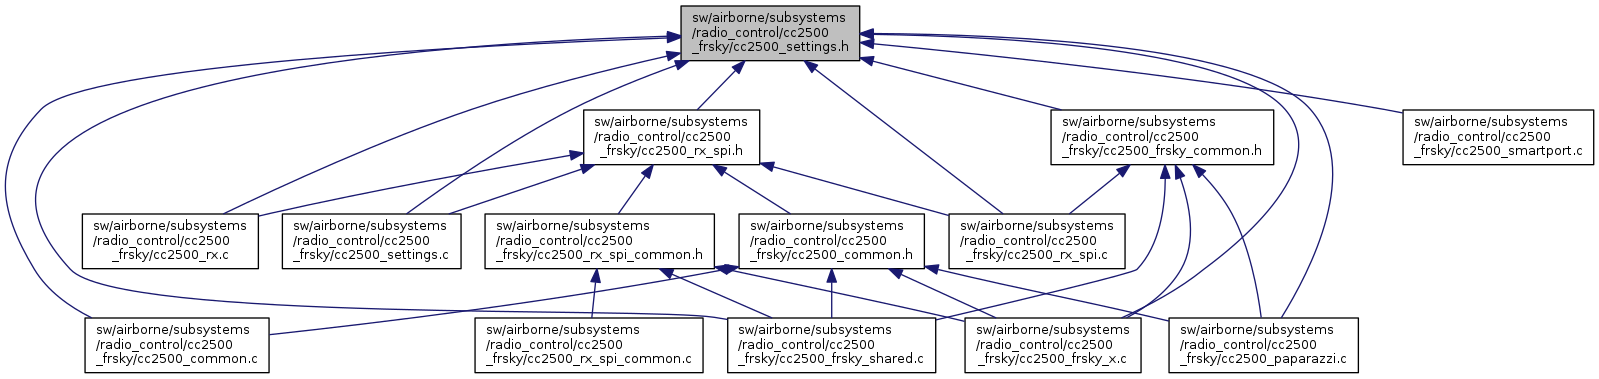 sw/airborne/subsystems
/radio_control/cc2500
_frsky/cc2500_settings.h
sw/airborne/subsystems
/radio_control/cc2500
_frsky/cc2500_rx_spi.h
sw/airborne/subsystems
/radio_control/cc2500
_frsky/cc2500_frsky_common.h
sw/airborne/subsystems
/radio_control/cc2500
_frsky/cc2500_smartport.c
sw/airborne/subsystems
/radio_control/cc2500
_frsky/cc2500_rx.c
sw/airborne/subsystems
/radio_control/cc2500
_frsky/cc2500_settings.c
sw/airborne/subsystems
/radio_control/cc2500
_frsky/cc2500_rx_spi_common.h
sw/airborne/subsystems
/radio_control/cc2500
_frsky/cc2500_common.h
sw/airborne/subsystems
/radio_control/cc2500
_frsky/cc2500_rx_spi.c
sw/airborne/subsystems
/radio_control/cc2500
_frsky/cc2500_common.c
sw/airborne/subsystems
/radio_control/cc2500
_frsky/cc2500_rx_spi_common.c
sw/airborne/subsystems
/radio_control/cc2500
_frsky/cc2500_frsky_shared.c
sw/airborne/subsystems
/radio_control/cc2500
_frsky/cc2500_frsky_x.c
sw/airborne/subsystems
/radio_control/cc2500
_frsky/cc2500_paparazzi.c